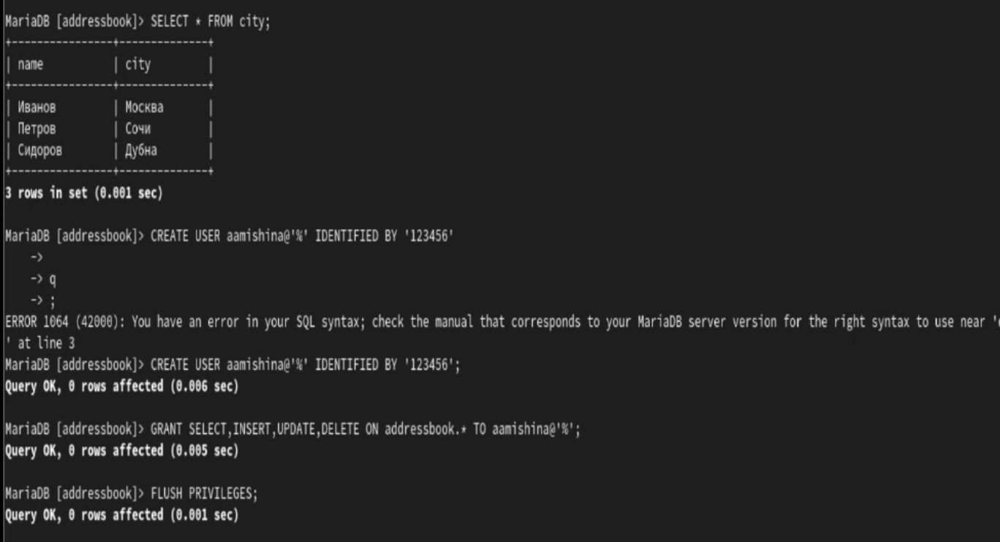 MariaDB [addressbook]> SELECT * FROM city;
+----------------+--------------+
| name           | city         |
+----------------+--------------+
| Иванов         | Москва       |
| Петров         | Сочи         |
| Сидоров        | Дубна        |
+----------------+--------------+
3 rows in set (0.001 sec)
MariaDB [addressbook]> CREATE USER aamishina@'%' IDENTIFIED BY '123456'
    ->
    -> q
    -> ;
ERROR 1064 (42000): You have an error in your SQL syntax; check the manual that corresponds to your MariaDB server version for the right syntax to use near '
' at line 3
MariaDB [addressbook]> CREATE USER aamishina@'%' IDENTIFIED BY '123456';
Query OK, 0 rows affected (0.006 sec)
MariaDB [addressbook]> GRANT SELECT,INSERT,UPDATE,DELETE ON addressbook.* TO aamishina@'%';
Query OK, 0 rows affected (0.005 sec)
MariaDB [addressbook]> FLUSH PRIVILEGES;
Query OK, 0 rows affected (0.001 sec)